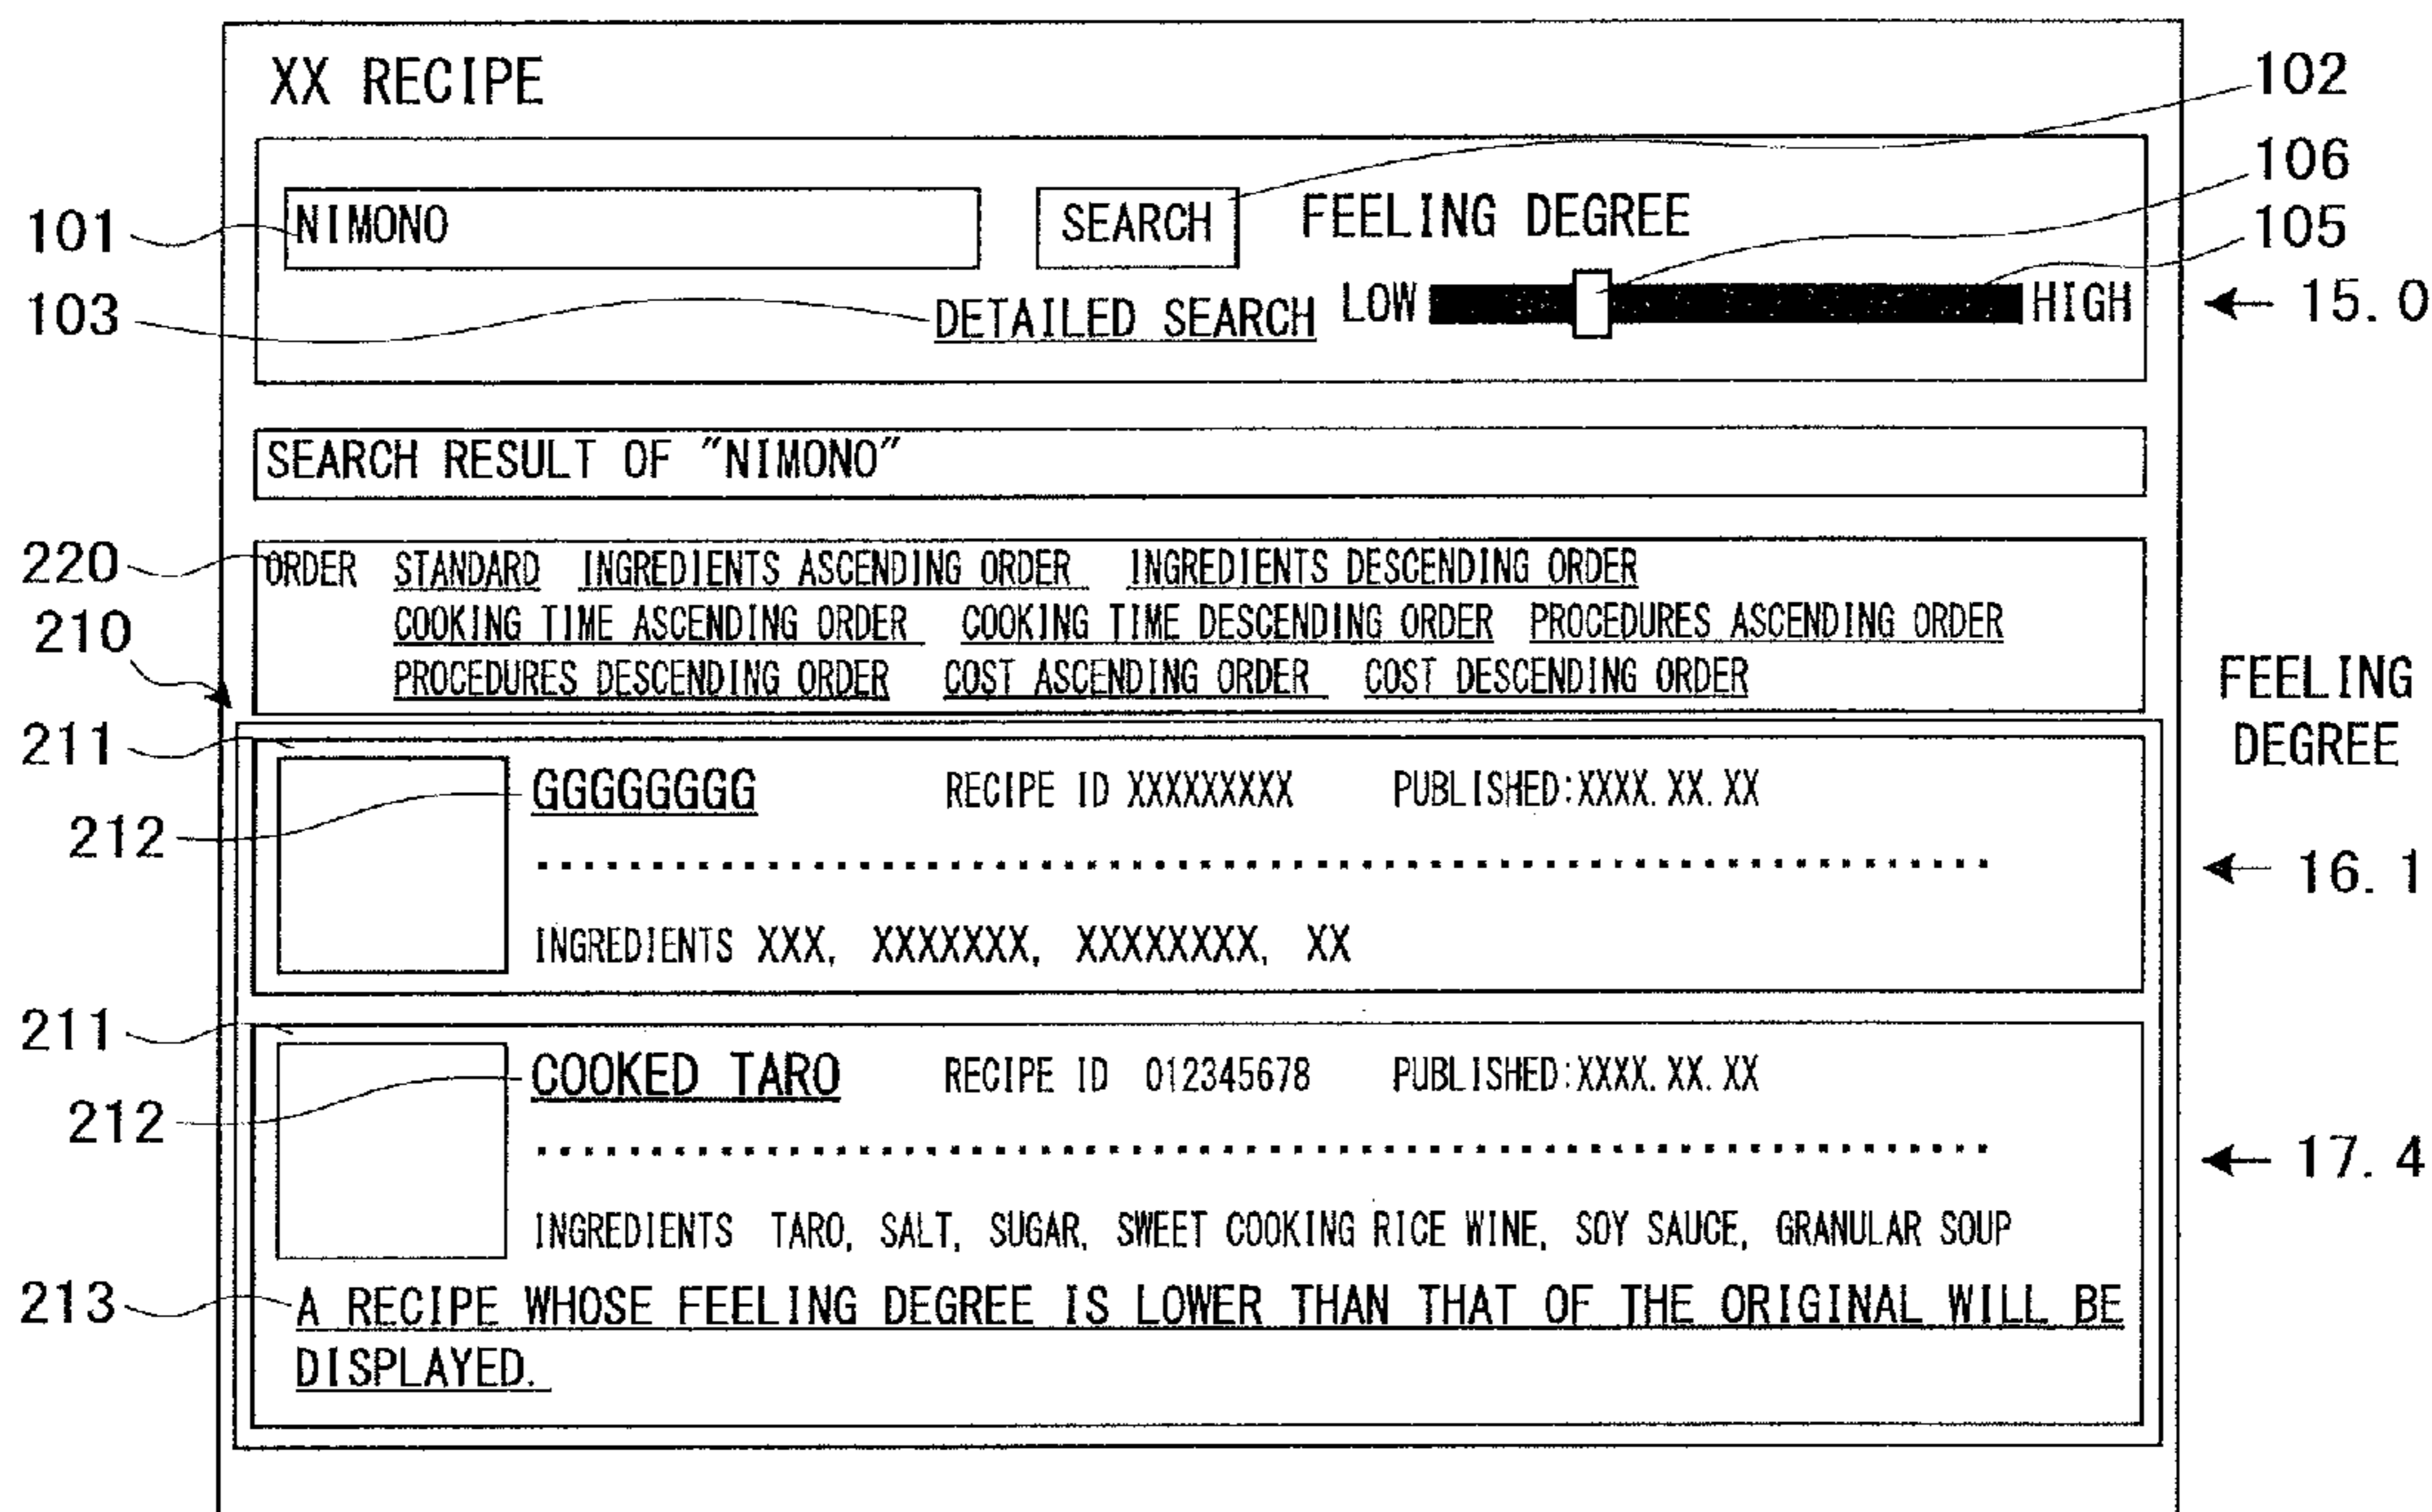 XX RECIPE
102
106
101
NIMONO
SEARCH
FEELING DEGREE
105
103
DETAILED SEARCH
LOW
HIGH
15.0
SEARCH RESULT OF "NIMONO"
220
ORDER STANDARD INGREDIENTS ASCENDING ORDER INGREDIENTS DESCENDING ORDER
210
COOKING TIME ASCENDING ORDER COOKING TIME DESCENDING ORDER PROCEDURES ASCENDING ORDER
PROCEDURES DESCENDING ORDER COST ASCENDING ORDER COST DESCENDING ORDER
FEELING
DEGREE
211
212
GGGGGGGG RECIPE ID XXXXXXXXX PUBLISHED:XXXX.XX.XX
16.1
INGREDIENTS XXX, XXXXXXX, XXXXXXXX, XX
211
212
COOKED TARO RECIPE ID 012345678 PUBLISHED:XXXX.XX.XX
17.4
INGREDIENTS TARO, SALT, SUGAR, SWEET COOKING RICE WINE, SOY SAUCE, GRANULAR SOUP
213
A RECIPE WHOSE FEELING DEGREE IS LOWER THAN THAT OF THE ORIGINAL WILL BE
DISPLAYED.